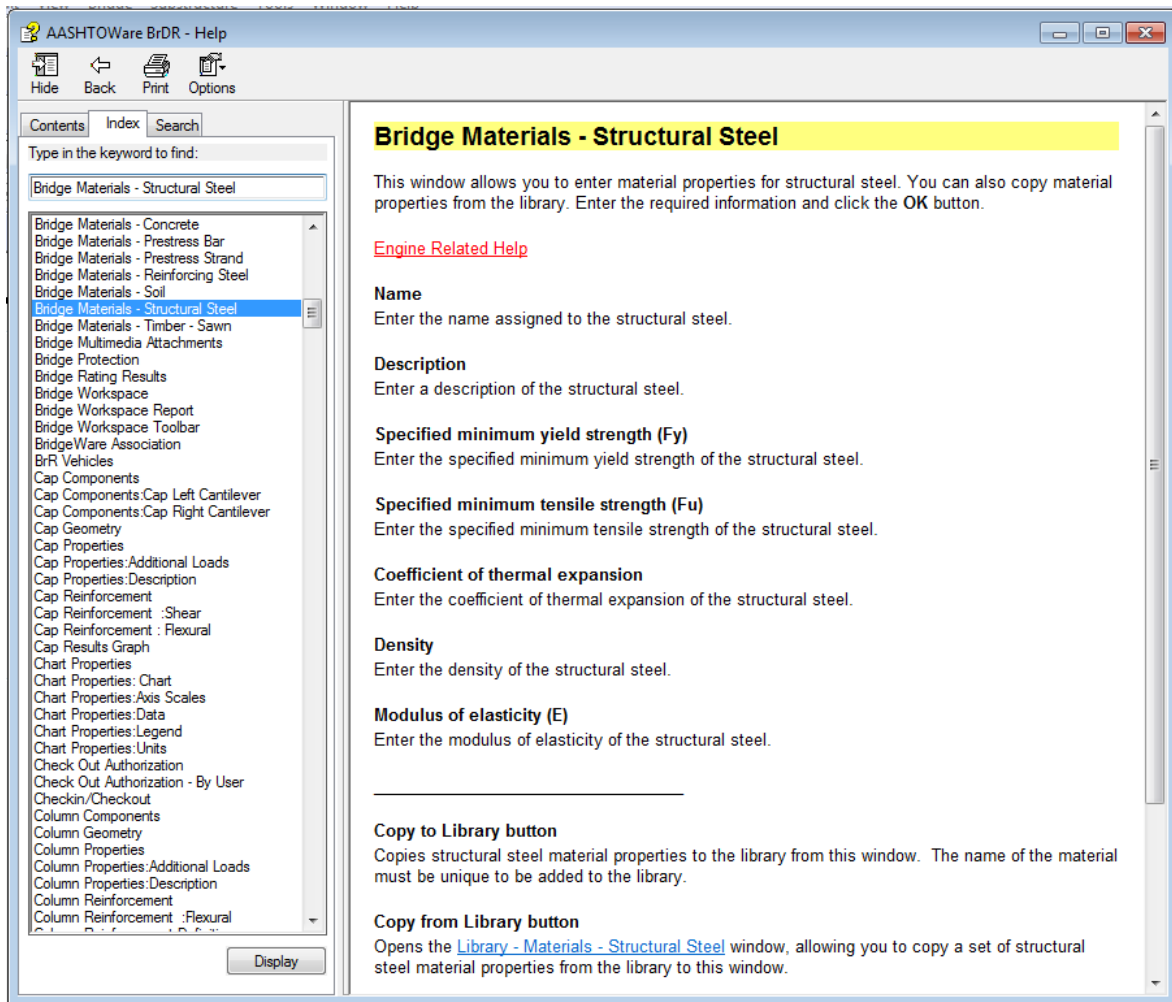 View Bridge Substructure Tools Window Help
AASHTOWare BrDR - Help
Hide Back Print Options
Contents Index Search
Type in the keyword to find:
Bridge Materials - Structural Steel
Bridge Materials - Concrete
Bridge Materials - Prestress Bar
Bridge Materials - Prestress Strand
Bridge Materials - Reinforcing Steel
Bridge Materials - Soil
Bridge Materials - Structural Steel
Bridge Materials - Timber - Sawn
Bridge Multimedia Attachments
Bridge Protection
Bridge Rating Results
Bridge Workspace
Bridge Workspace Report
Bridge Workspace Toolbar
BridgeWare Association
BrR Vehicles
Cap Components
Cap Components:Cap Left Cantilever
Cap Components:Cap Right Cantilever
Cap Geometry
Cap Properties
Cap Properties:Additional Loads
Cap Properties:Description
Cap Reinforcement
Cap Reinforcement :Shear
Cap Reinforcement : Flexural
Cap Results Graph
Chart Properties
Chart Properties: Chart
Chart Properties:Axis Scales
Chart Properties:Data
Chart Properties:Legend
Chart Properties:Units
Check Out Authorization
Check Out Authorization - By User
Checkin/Checkout
Column Components
Column Geometry
Column Properties
Column Properties:Additional Loads
Column Properties:Description
Column Reinforcement
Column Reinforcement :Flexural
Display
Bridge Materials - Structural Steel
This window allows you to enter material properties for structural steel. You can also copy material
properties from the library. Enter the required information and click the OK button.
Engine Related Help
Name
Enter the name assigned to the structural steel.
Description
Enter a description of the structural steel.
Specified minimum yield strength (Fy)
Enter the specified minimum yield strength of the structural steel.
Specified minimum tensile strength (Fu)
Enter the specified minimum tensile strength of the structural steel.
Coefficient of thermal expansion
Enter the coefficient of thermal expansion of the structural steel.
Density
Enter the density of the structural steel.
Modulus of elasticity (E)
Enter the modulus of elasticity of the structural steel.
Copy to Library button
Copies structural steel material properties to the library from this window. The name of the material
must be unique to be added to the library.
Copy from Library button
Opens the Library - Materials - Structural Steel window, allowing you to copy a set of structural
steel material properties from the library to this window.